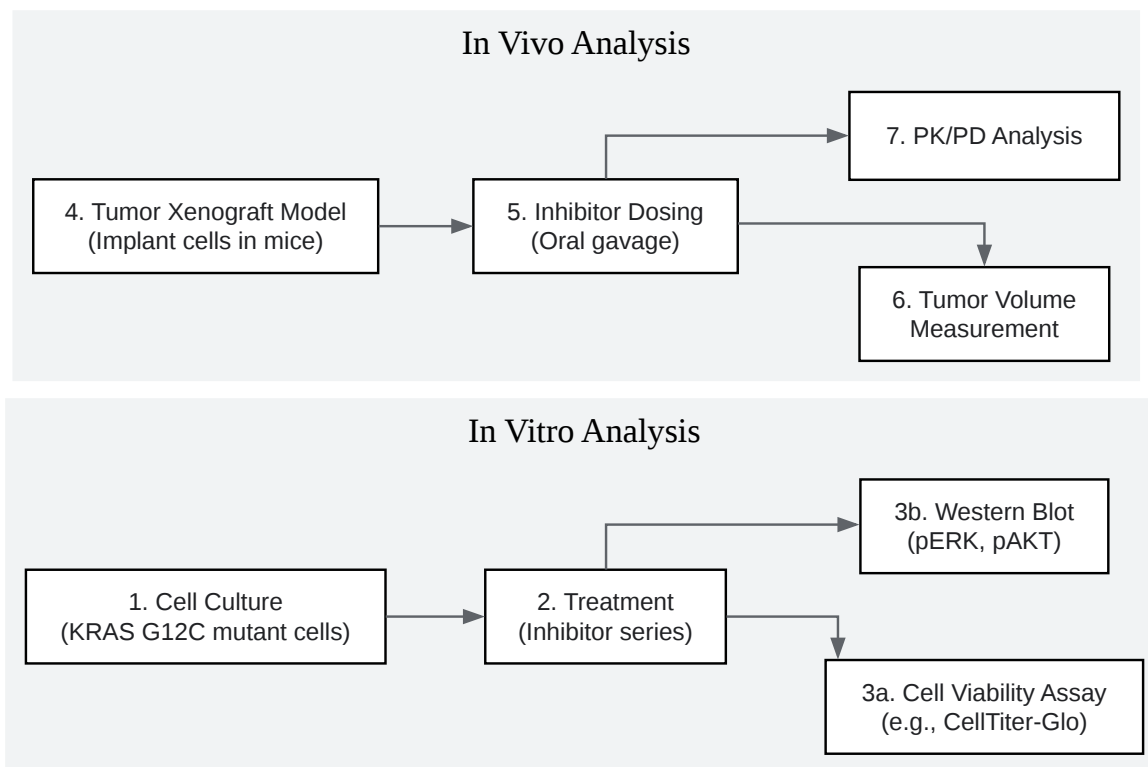 In Vivo Analysis
7. PK/PD Analysis
4. Tumor Xenograft Model
(Implant cells in mice)
5. Inhibitor Dosing
(Oral gavage)
6. Tumor Volume
Measurement
In Vitro Analysis
3b. Western Blot
(pERK, pAKT)
1. Cell Culture
(KRAS G12C mutant cells)
2. Treatment
(Inhibitor series)
3a. Cell Viability Assay
(e.g., CellTiter-Glo)